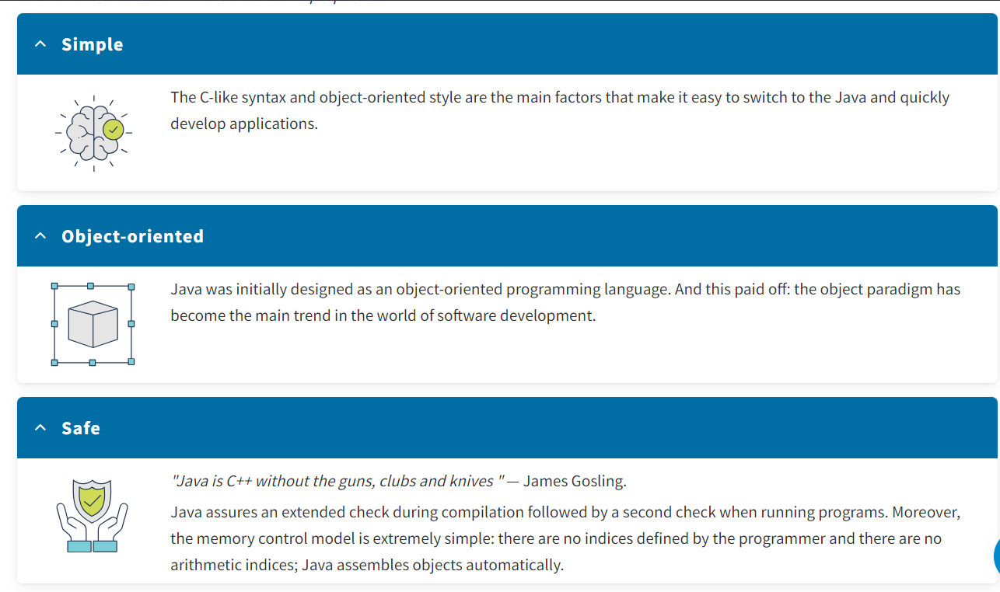 Simple
The C-like syntax and object-oriented style are the main factors that make it easy to switch to the Java and quickly
develop applications.
Object-oriented
Java was initially designed as an object-oriented programming language. And this paid off: the object paradigm has
become the main trend in the world of software development.
Safe
"Java is C++ without the guns, clubs and knives " — James Gosling.
Java assures an extended check during compilation followed by a second check when running programs. Moreover,
the memory control model is extremely simple: there are no indices defined by the programmer and there are no
arithmetic indices; Java assembles objects automatically.